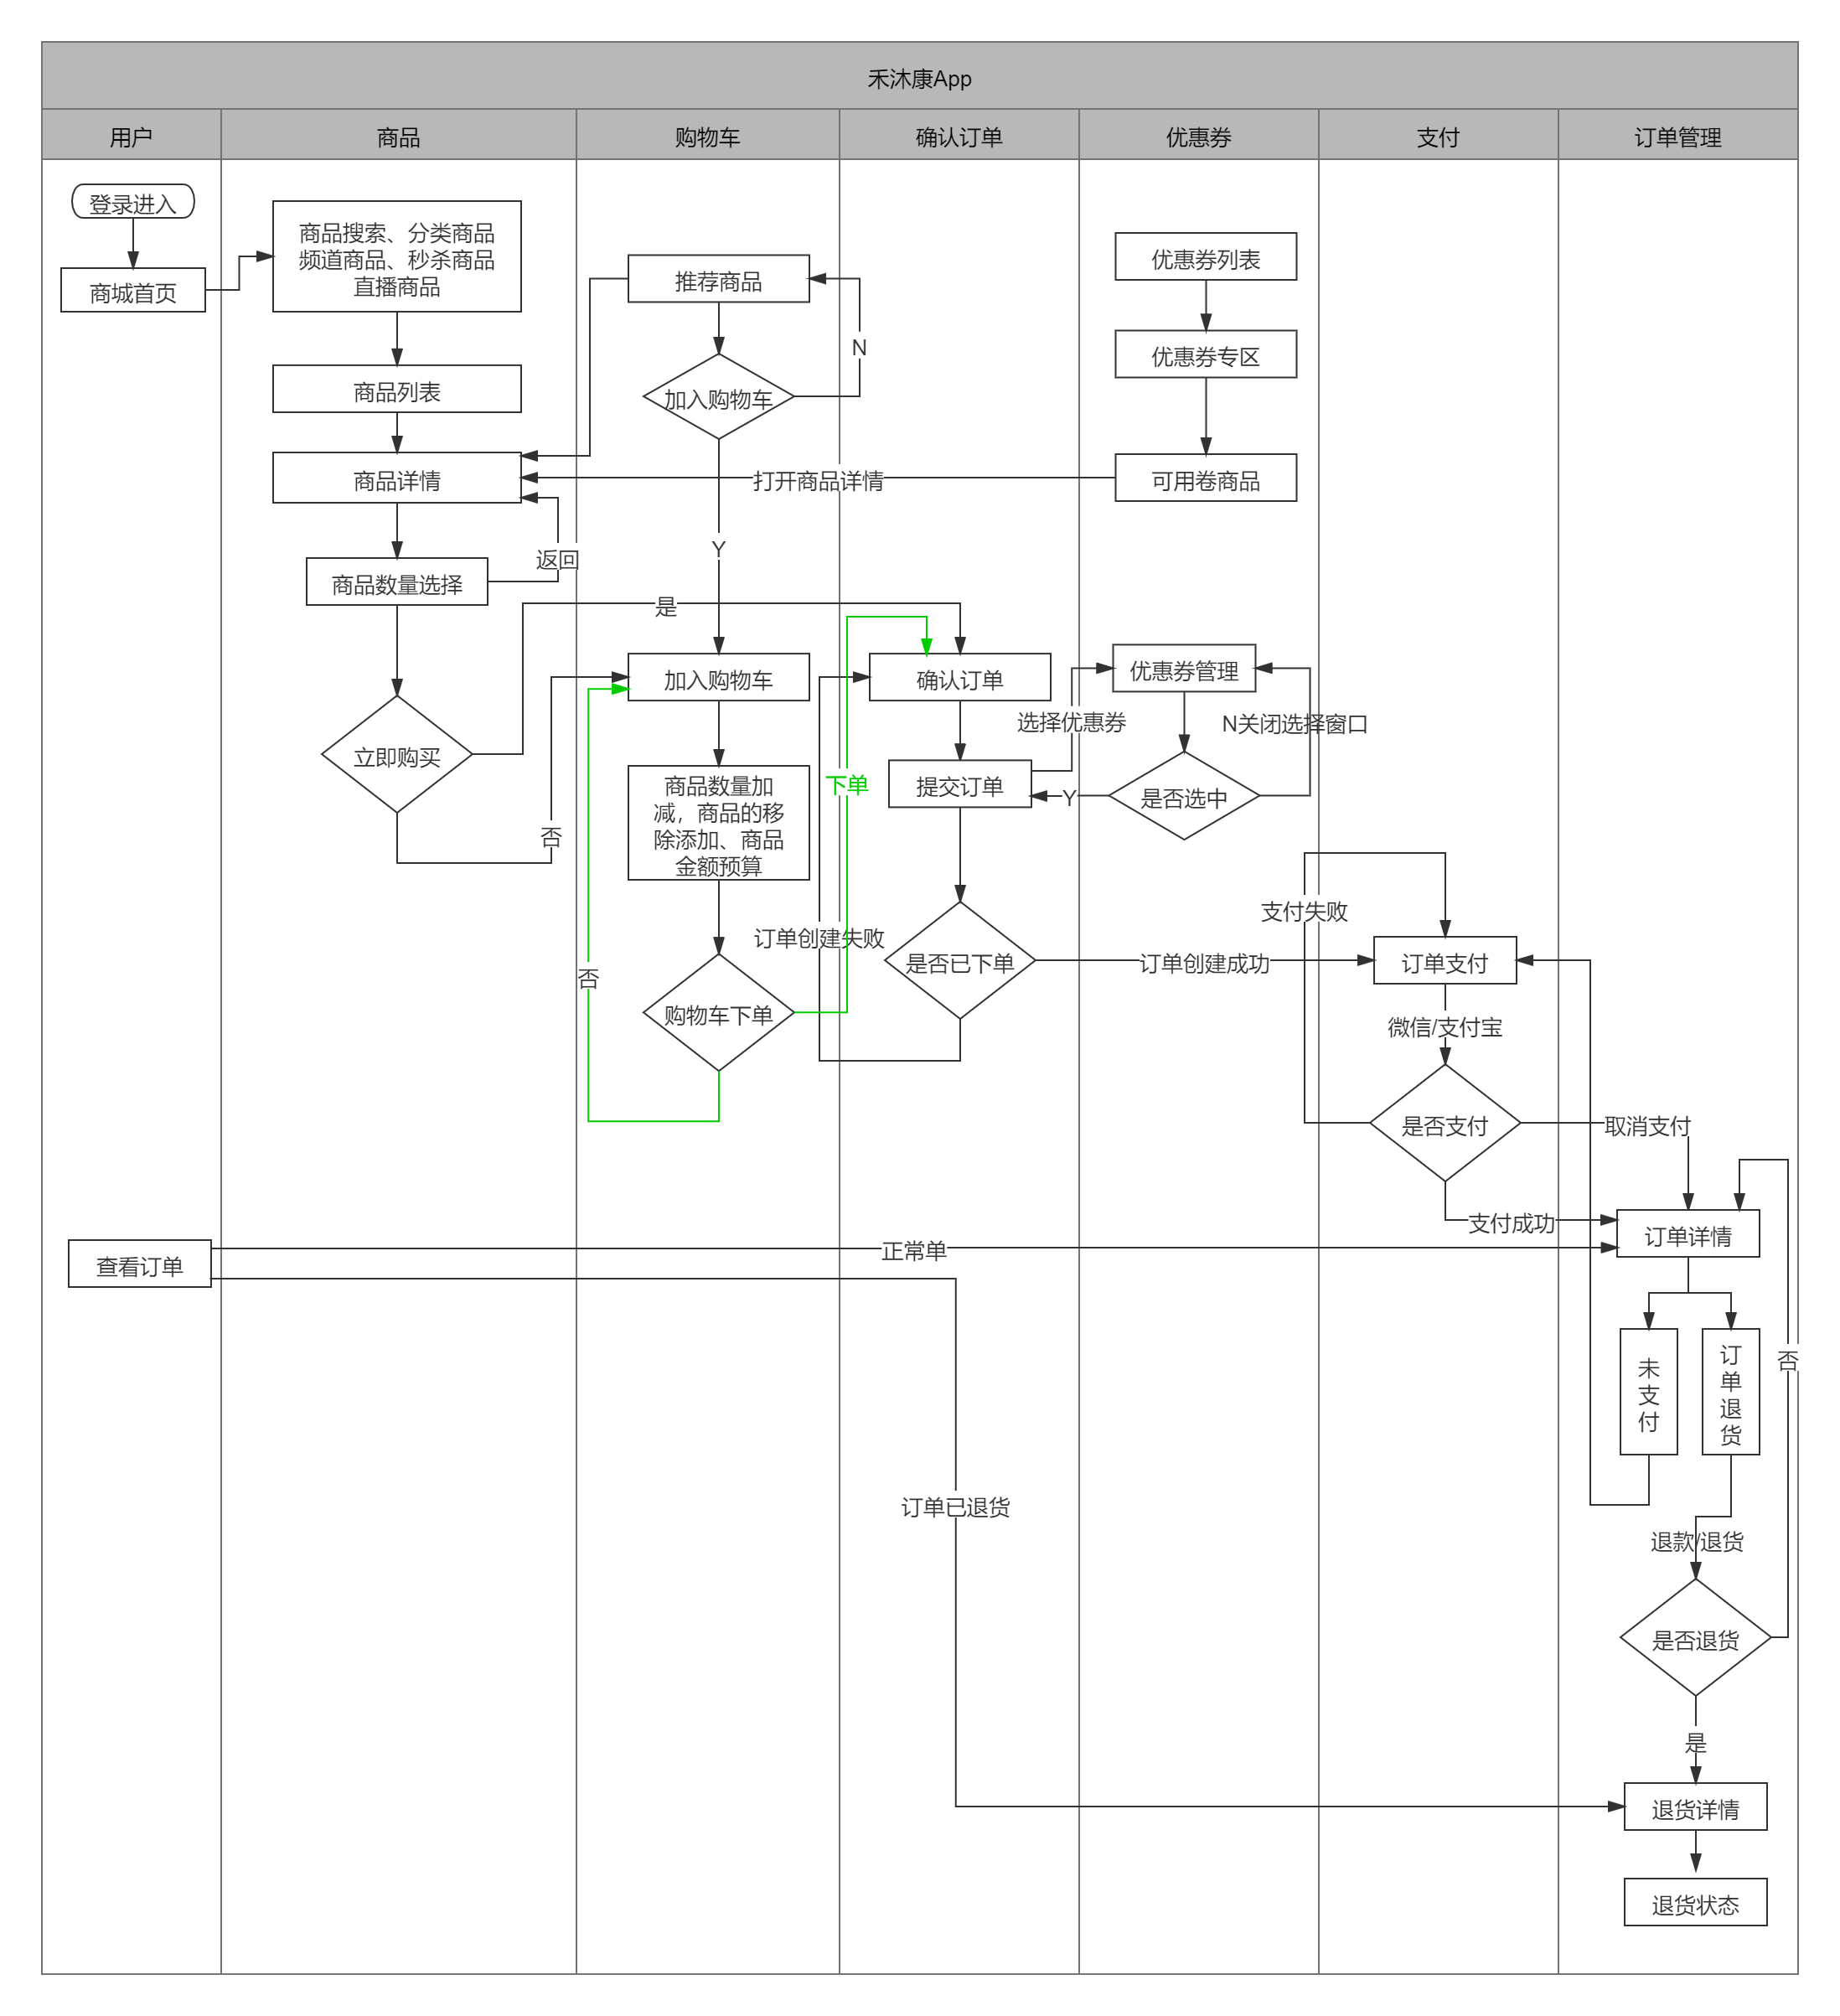 禾沐康App
用户
商品
购物车
确认订单
优惠券
支付
订单管理
登录进入
商城首页
商品搜索、分类商品
频道商品、秒杀商品
直播商品
商品列表
商品详情
返回
商品数量选择
立即购买
是
否
推荐商品
N
加入购物车
打开商品详情
Y
加入购物车
商品数量加
减，商品的移
除添加、商品
金额预算
购物车下单
否
下单
订单创建失败
确认订单
选择优惠券
提交订单
Y
是否已下单
订单创建成功
优惠券列表
优惠券专区
可用卷商品
优惠券管理
N关闭选择窗口
是否选中
支付失败
订单支付
微信/支付宝
是否支付
取消支付
支付成功
查看订单
正常单
订单已退货
订单详情
未
支
付
订
单
退
货
否
退款/退货
是否退货
是
退货详情
退货状态